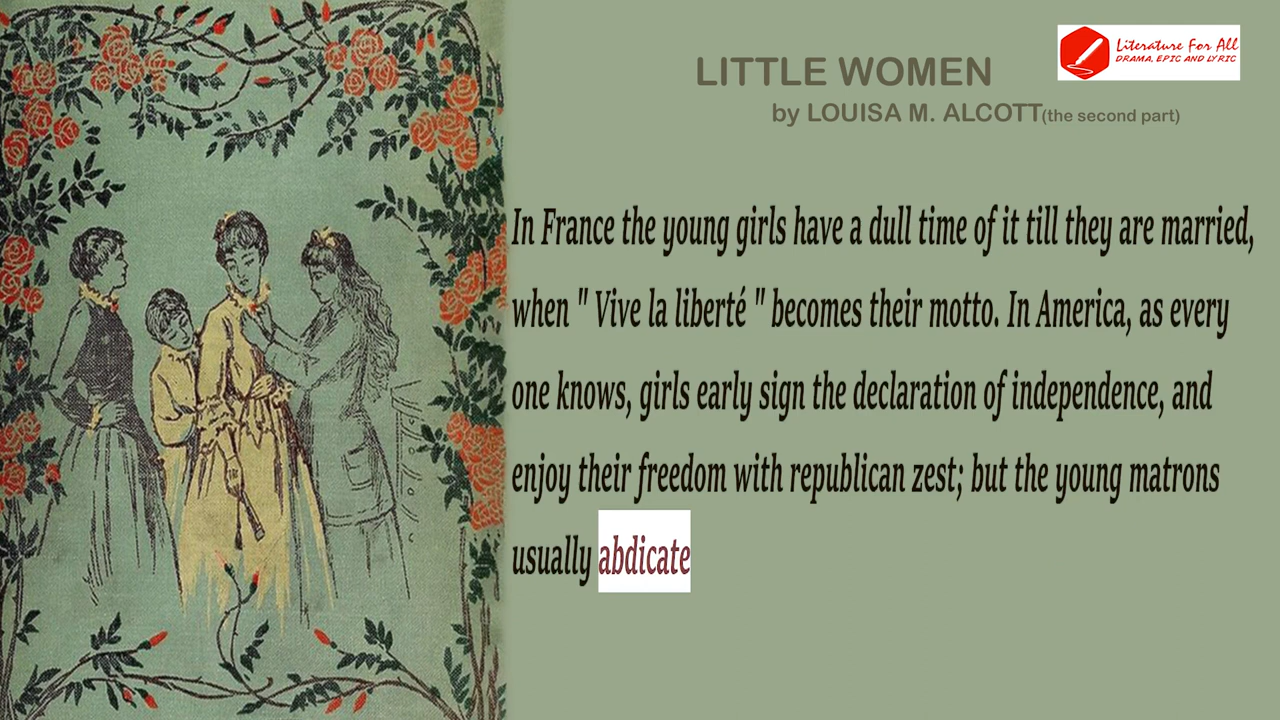 LITTLE WOMEN
Literature For All
DRAMA, EPIC AND LYRIC
by LOUISA M. ALCOTT(the second part)
In France the young girls have a dull time of it till they are married,
when " Vive la liberté " becomes their motto. In America, as every
one knows, girls early sign the declaration of independence, and
enjoy their freedom with republican zest; but the young matrons
usually abdicate